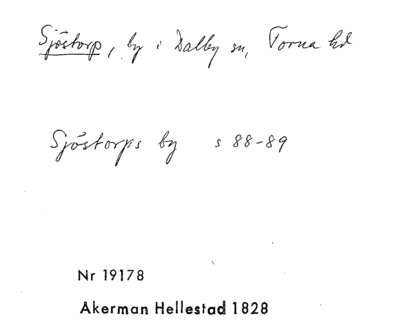 Sjöstorp, by i Dalby sn, Torna hd
Sjöstorps by s 88-89
Nr 19178
Åkerman Hellestad 1828